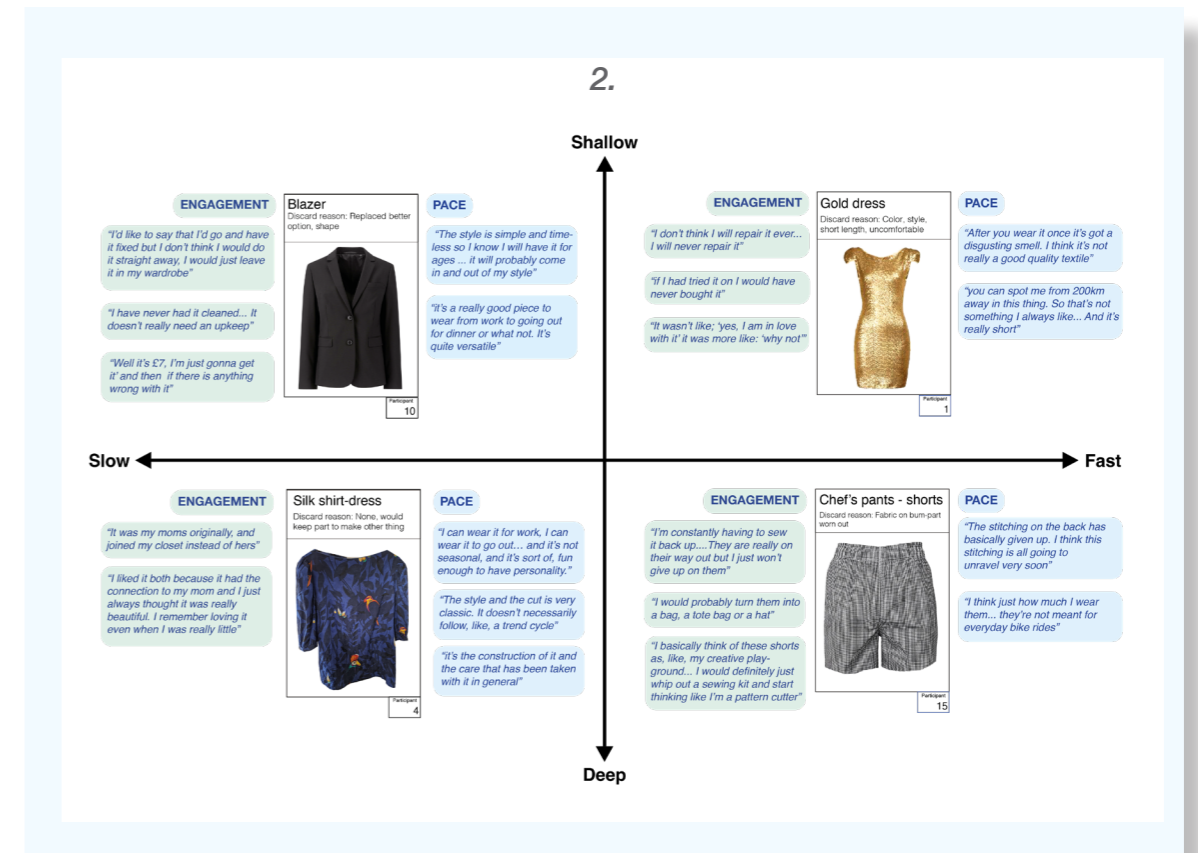 2.
Shallow
ENGAGEMENT
“I’d like to say that I’d go and have
it fixed but I don’t think I would do
it straight away, I would just leave
it in my wardrobe”
“I have never had it cleaned... It
doesn’t really need an upkeep”
“Well it’s £7, I’m just gonna get
it’ and then if there is anything
wrong with it”
Blazer
Discard reason: Replaced better
option, shape
Participant
10
PACE
“The style is simple and time-
less so I know I will have it for
ages ... it will probably come
in and out of my style”
“it’s a really good piece to
wear from work to going out
for dinner or what not. It’s
quite versatile”
ENGAGEMENT
“I don’t think I will repair it ever...
I will never repair it”
“if I had tried it on I would have
never bought it”
“It wasn’t like; ‘yes, I am in love
with it’ it was more like: ‘why not’”
Gold dress
Discard reason: Color, style,
short length, uncomfortable
Participant
1
PACE
“After you wear it once it’s got a
disgusting smell. I think it’s not
really a good quality textile”
“you can spot me from 200km
away in this thing. So that’s not
something I always like... And it’s
really short”
Slow
Fast
ENGAGEMENT
“It was my moms originally, and
joined my closet instead of hers”
“I liked it both because it had the
connection to my mom and I just
always thought it was really
beautiful. I remember loving it
even when I was really little”
Silk shirt-dress
Discard reason: None, would
keep part to make other thing
Participant
4
PACE
“I can wear it for work, I can
wear it to go out… and it’s not
seasonal, and it’s sort of, fun
enough to have personality.”
“The style and the cut is very
classic. It doesn’t necessarily
follow, like, a trend cycle”
“it’s the construction of it and
the care that has been taken
with it in general”
ENGAGEMENT
“I’m constantly having to sew
it back up....They are really on
their way out but I just won’t
give up on them”
“I would probably turn them into
a bag, a tote bag or a hat”
“I basically think of these shorts
as, like, my creative play-
ground... I would definitely just
whip out a sewing kit and start
thinking like I’m a pattern cutter”
Chef’s pants - shorts
Discard reason: Fabric on bum-part
worn out
Participant
15
PACE
“The stitching on the back has
basically given up. I think this
stitching is all going to
unravel very soon”
“I think just how much I wear
them... they’re not meant for
everyday bike rides”
Deep